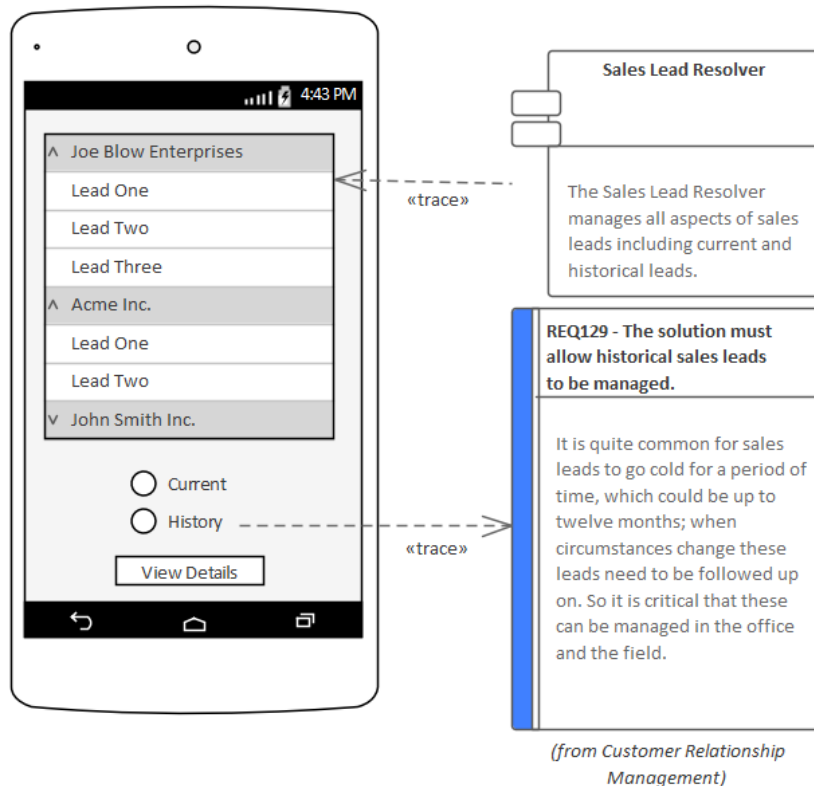 4:43 PM
Joe Blow Enterprises
Lead One
Lead Two
Lead Three
Acme Inc.
Lead One
Lead Two
John Smith Inc.
Current
History
View Details
«trace»
«trace»
Sales Lead Resolver
The Sales Lead Resolver
manages all aspects of sales
leads including current and
historical leads.
REQ129 - The solution must
allow historical sales leads
to be managed.
It is quite common for sales
leads to go cold for a period of
time, which could be up to
twelve months; when
circumstances change these
leads need to be followed up
on. So it is critical that these
can be managed in the office
and the field.
(from Customer Relationship
Management)